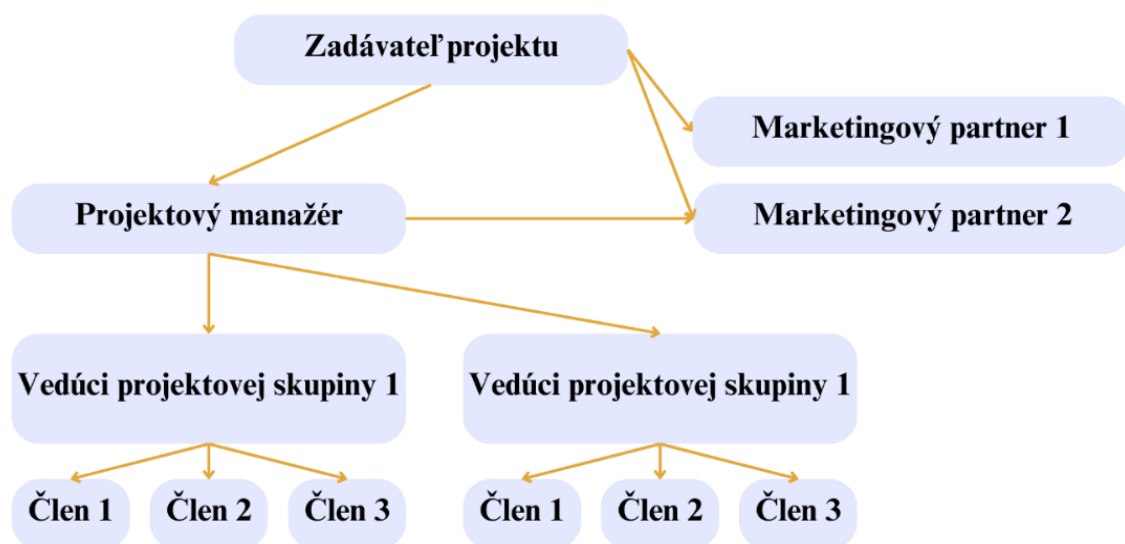 Zadávateľ projektu
Marketingový partner 1
Projektový manažér
Marketingový partner 2
Vedúci projektovej skupiny 1
Vedúci projektovej skupiny 1
Člen 1
Člen 2
Člen 3
Člen 1
Člen 2
Člen 3